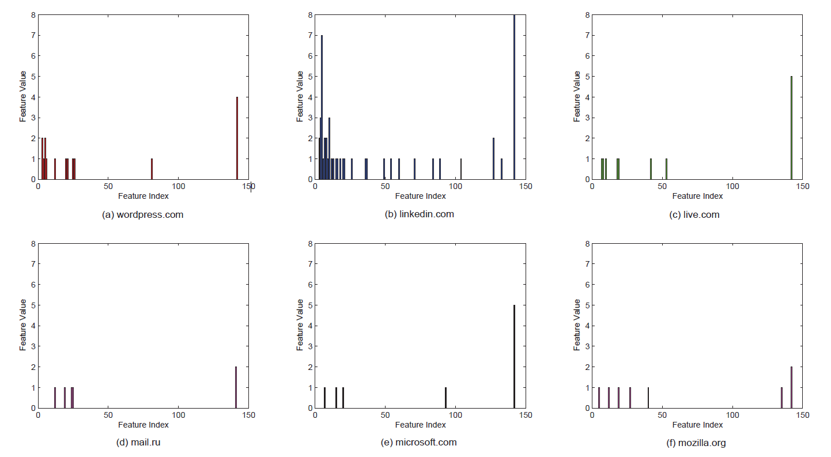 8
7
6
5
4
3
2
1
0
Feature Value
0 50 100 150
Feature Index
(a) wordpress.com
8
7
6
5
4
3
2
1
0
Feature Value
0 50 100 150
Feature Index
(b) linkedin.com
8
7
6
5
4
3
2
1
0
Feature Value
0 50 100 150
Feature Index
(c) live.com
8
7
6
5
4
3
2
1
0
Feature Value
0 50 100 150
Feature Index
(d) mail.ru
8
7
6
5
4
3
2
1
0
Feature Value
0 50 100 150
Feature Index
(e) microsoft.com
8
7
6
5
4
3
2
1
0
Feature Value
0 50 100 150
Feature Index
(f) mozilla.org